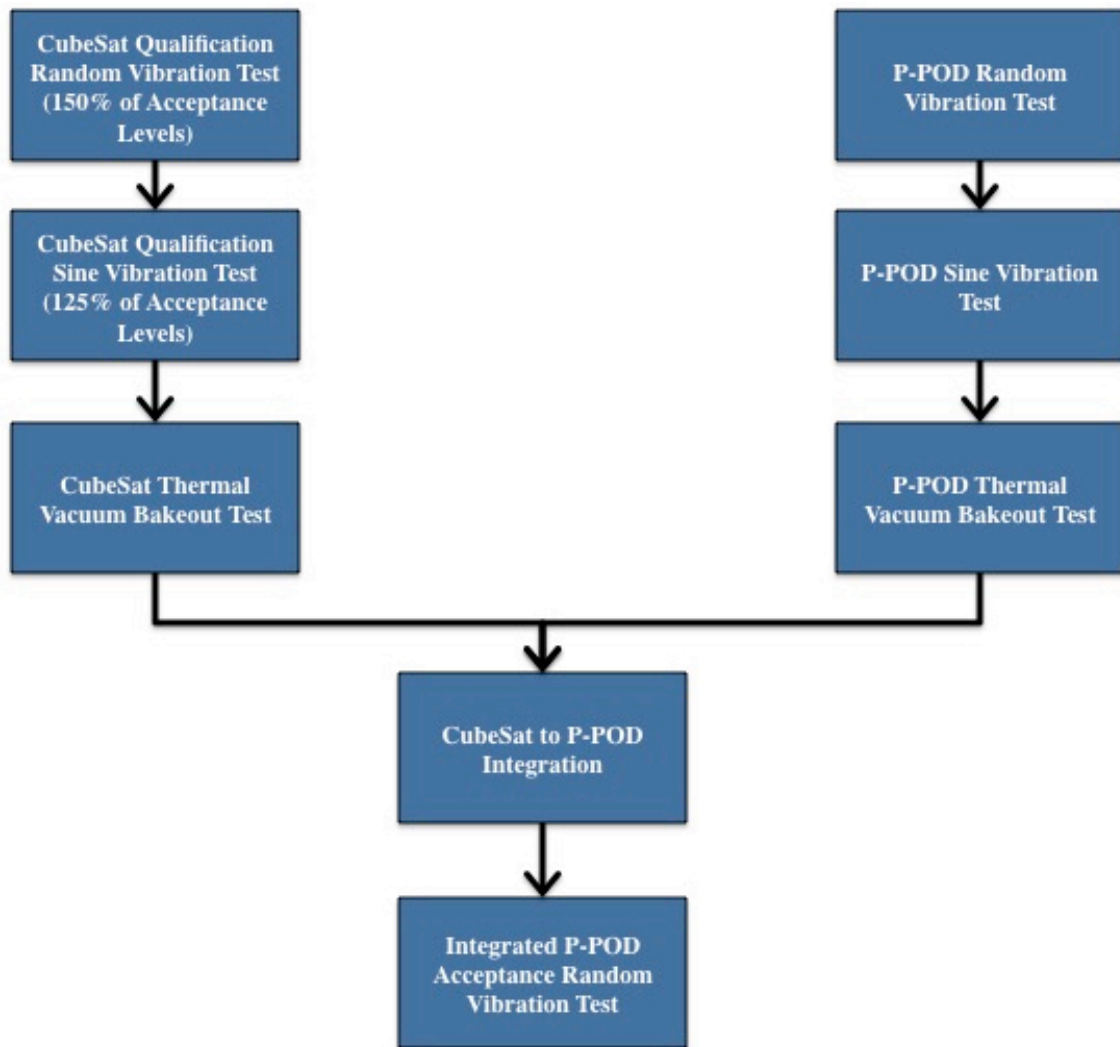 CubeSat Qualification
Random Vibration Test
(150% of Acceptance
Levels)
P-POD Random
Vibration Test
CubeSat Qualification
Sine Vibration Test
(125% of Acceptance
Levels)
P-POD Sine Vibration
Test
CubeSat Thermal
Vacuum Bakeout Test
P-POD Thermal
Vacuum Bakeout Test
CubeSat to P-POD
Integration
Integrated P-POD
Acceptance Random
Vibration Test